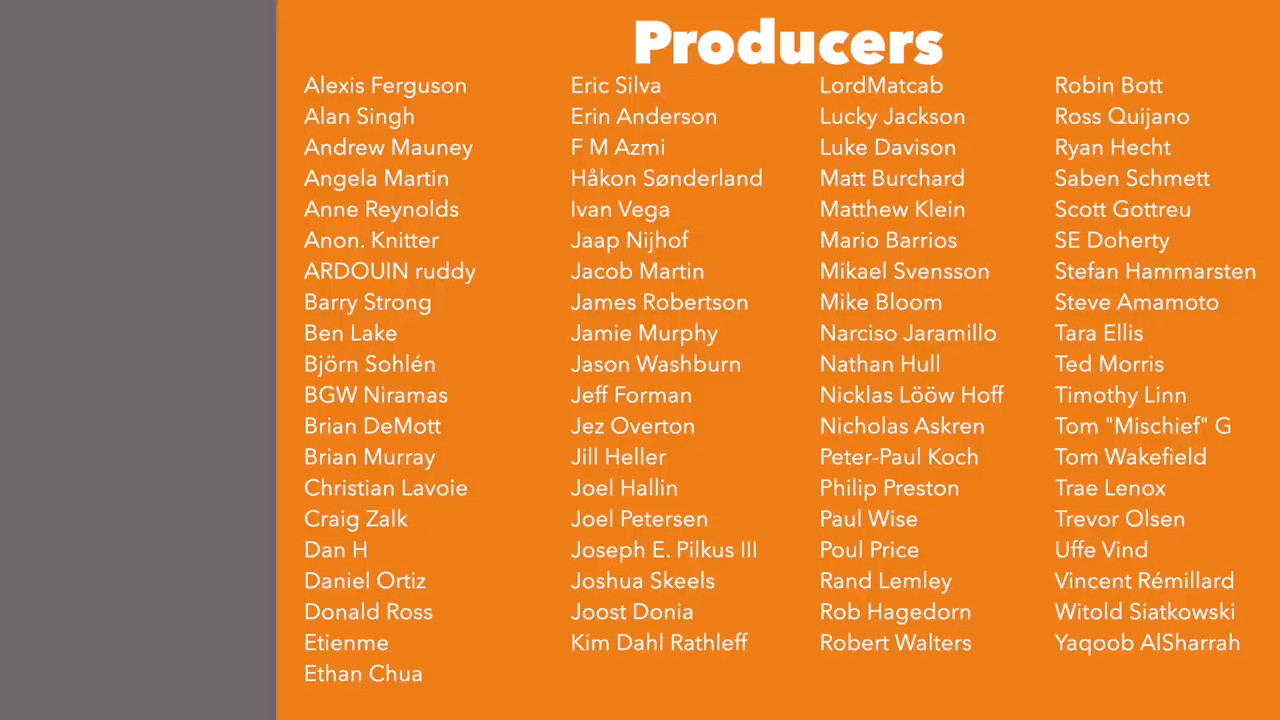 Producers
Alexis Ferguson
Alan Singh
Andrew Mauney
Angela Martin
Anne Reynolds
Anon. Knitter
ARDOUIN ruddy
Barry Strong
Ben Lake
Björn Sohlén
BGW Niramas
Brian DeMott
Brian Murray
Christian Lavoie
Craig Zalk
Dan H
Daniel Ortiz
Donald Ross
Etienme
Ethan Chua
Eric Silva
Erin Anderson
F M Azmi
Håkon Sønderland
Ivan Vega
Jaap Nijhof
Jacob Martin
James Robertson
Jamie Murphy
Jason Washburn
Jeff Forman
Jez Overton
Jill Heller
Joel Hallin
Joel Petersen
Joseph E. Pilkus III
Joshua Skeels
Joost Donia
Kim Dahl Rathleff
LordMatcab
Lucky Jackson
Luke Davison
Matt Burchard
Matthew Klein
Mario Barrios
Mikael Svensson
Mike Bloom
Narciso Jaramillo
Nathan Hull
Nicklas Lööw Hoff
Nicholas Askren
Peter-Paul Koch
Philip Preston
Paul Wise
Poul Price
Rand Lemley
Rob Hagedorn
Robert Walters
Robin Bott
Ross Quijano
Ryan Hecht
Saben Schmett
Scott Gottreu
SE Doherty
Stefan Hammarsten
Steve Amamoto
Tara Ellis
Ted Morris
Timothy Linn
Tom "Mischief" G
Tom Wakefield
Trae Lenox
Trevor Olsen
Uffe Vind
Vincent Rémillard
Witold Siatkowski
Yaqoob AlSharrah